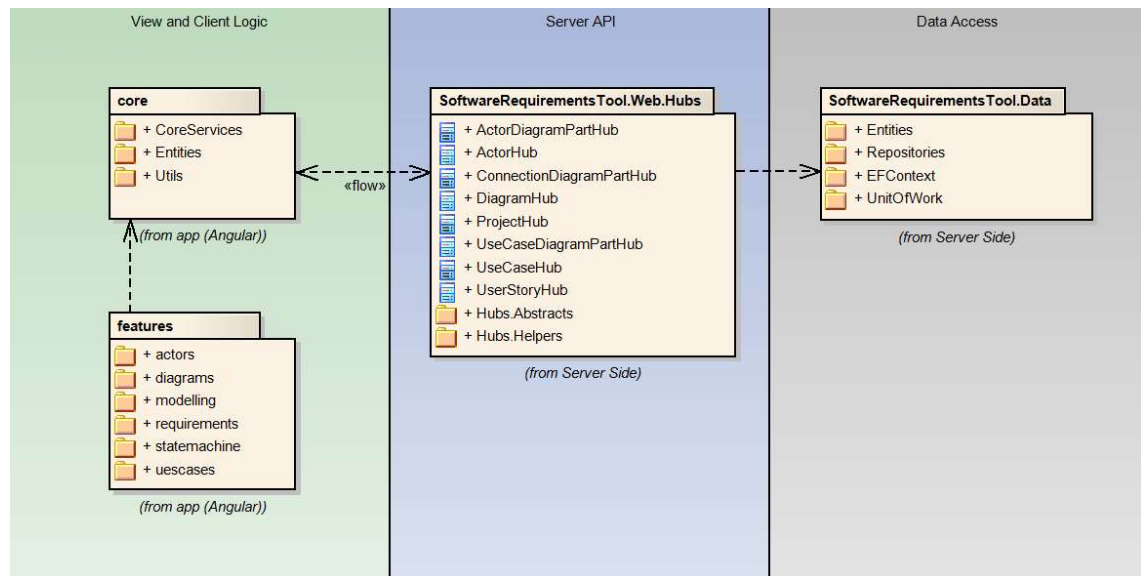 View and Client Logic
Server API
Data Access
core
+ CoreServices
+ Entities
+ Utils
(from app (Angular))
«flow»
features
+ actors
+ diagrams
+ modelling
+ requirements
+ statemachine
+ uescases
(from app (Angular))
SoftwareRequirementsTool.Web.Hubs
+ ActorDiagramPartHub
+ ActorHub
+ ConnectionDiagramPartHub
+ DiagramHub
+ ProjectHub
+ UseCaseDiagramPartHub
+ UseCaseHub
+ UserStoryHub
+ Hubs.Abstracts
+ Hubs.Helpers
(from Server Side)
SoftwareRequirementsTool.Data
+ Entities
+ Repositories
+ EFContext
+ UnitOfWork
(from Server Side)